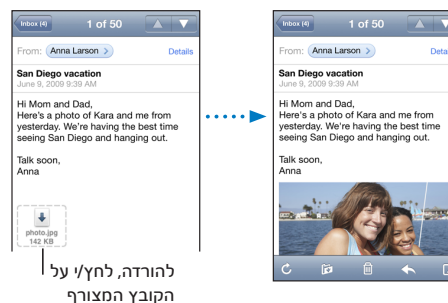 Inbox (4)
1 of 50
From: Anna Larson
Details
San Diego vacation
June 9, 2009 9:39 AM
Hi Mom and Dad,
Here's a photo of Kara and me from
yesterday. We're having the best time
seeing San Diego and hanging out.
Talk soon,
Anna
photo.jpg
142 KB
להורדה, לחץ/י על
הקובץ המצורף
Inbox (4)
1 of 50
From: Anna Larson
Detai
San Diego vacation
June 9, 2009 9:39 AM
Hi Mom and Dad,
Here's a photo of Kara and me from
yesterday. We're having the best time
seeing San Diego and hanging out.
Talk soon,
Anna